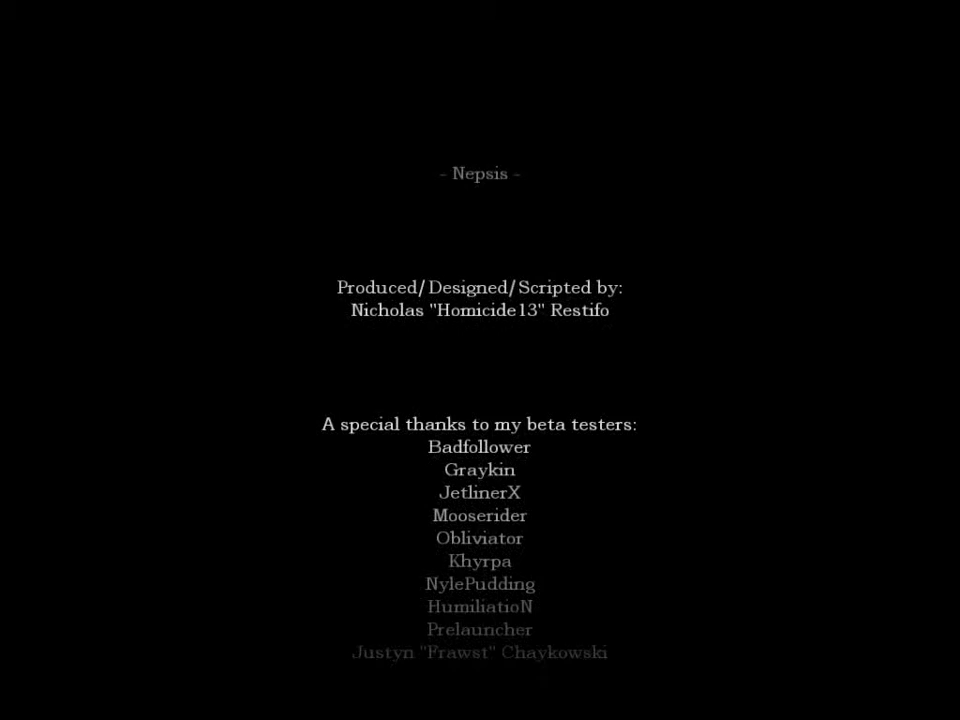 - Nepsis -
Produced/Designed/Scripted by:
Nicholas "Homicide13" Restifo
A special thanks to my beta testers:
Badfollower
Graykin
JetlinerX
Mooserider
Obliviator
Khyrpa
NylePudding
HumiliatioN
Prelauncher
Justyn "Frawst" Chaykowski